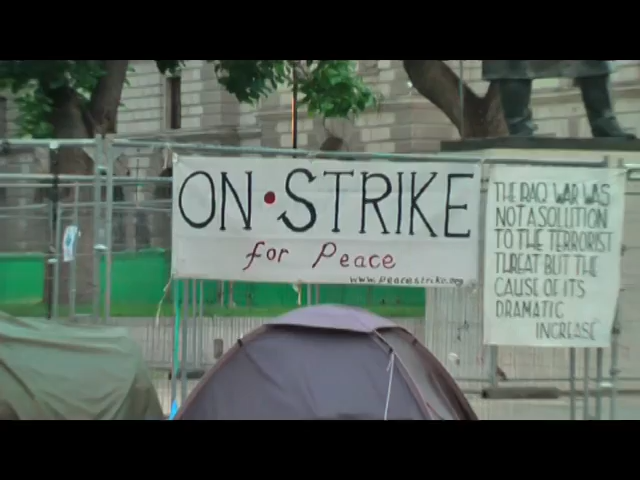 ON • STRIKE
for Peace
www.peacestrike.org
THE IRAQ WAR WAS
NOT A SOLUTION
TO THE TERRORIST
THREAT BUT THE
CAUSE OF ITS
DRAMATIC
INCREASE